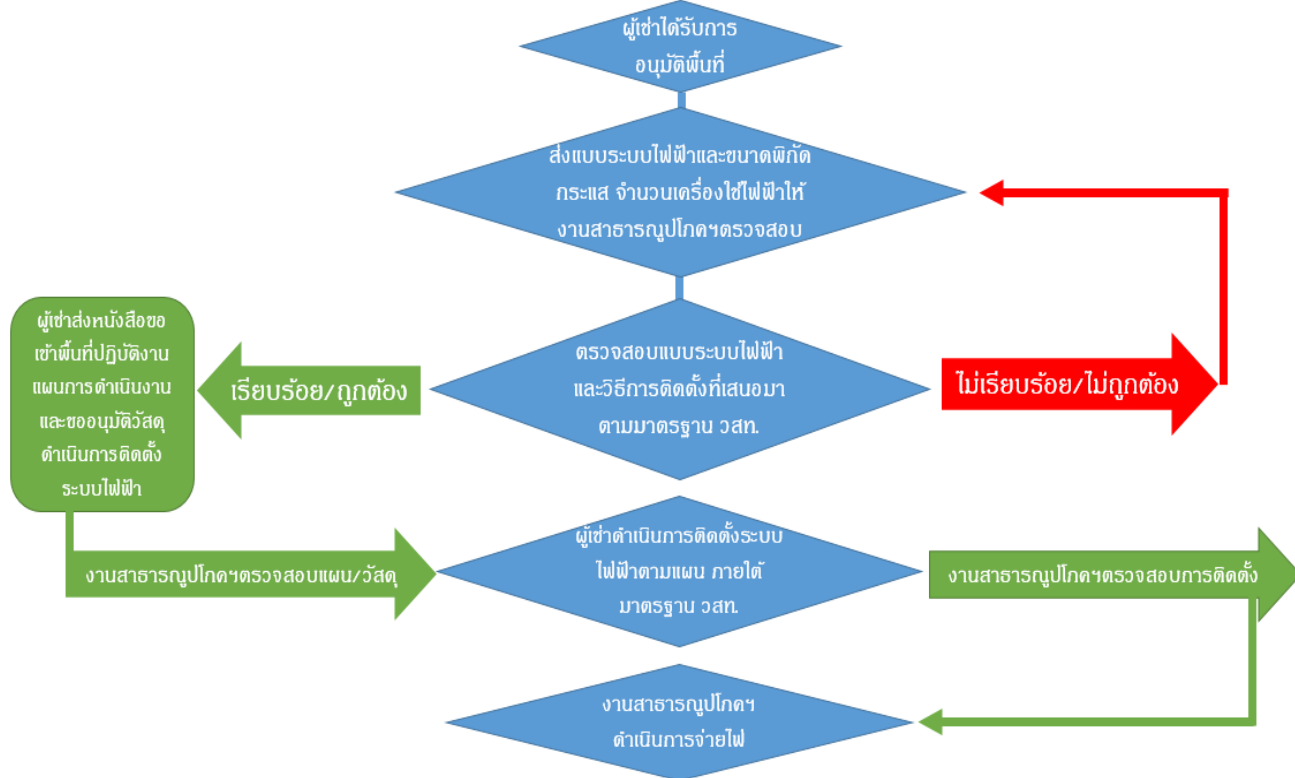 ผู้เช่าได้รับการ
อนุมัติพื้นที่
ส่งแบบระบบไฟฟ้าและขนาดพิกัด
กระแส จำนวนเครื่องใช้ไฟฟ้าให้
งานสาธารณูปโภคฯตรวจสอบ
ตรวจสอบแบบระบบไฟฟ้า
และวิธีการติดตั้งที่เสนอมา
ตามมาตรฐาน วสท.
ไม่เรียบร้อย/ไม่ถูกต้อง
เรียบร้อย/ถูกต้อง
ผู้เช่าส่งหนังสือขอ
เข้าพื้นที่ปฏิบัติงาน
แผนการดำเนินงาน
และขออนุมัติวัสดุ
ดำเนินการติดตั้ง
ระบบไฟฟ้า
งานสาธารณูปโภคฯตรวจสอบแผน/วัสดุ
ผู้เช่าดำเนินการติดตั้งระบบ
ไฟฟ้าตามแผน ภายใต้
มาตรฐาน วสท.
งานสาธารณูปโภคฯตรวจสอบการติดตั้ง
งานสาธารณูปโภคฯ
ดำเนินการจ่ายไฟ